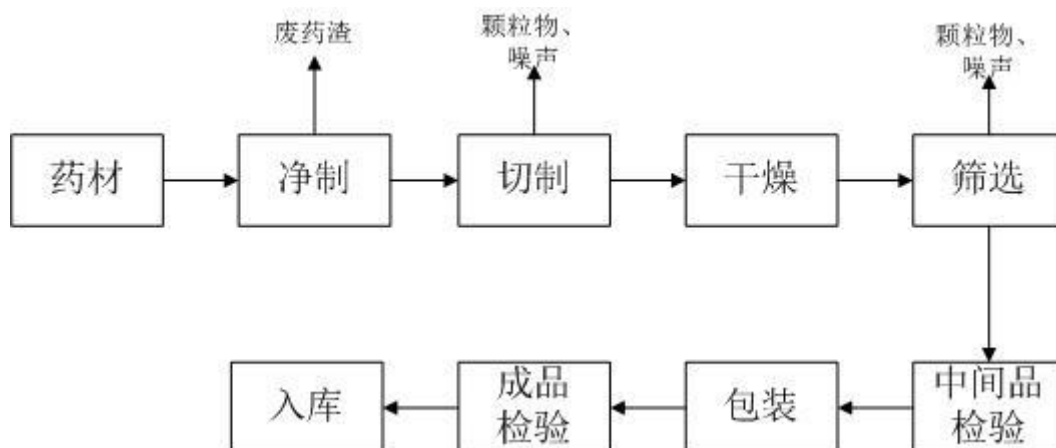 废药渣
颗粒物、
噪声
颗粒物、
噪声
药材
净制
切制
干燥
筛选
入库
成品
检验
包装
中间品
检验